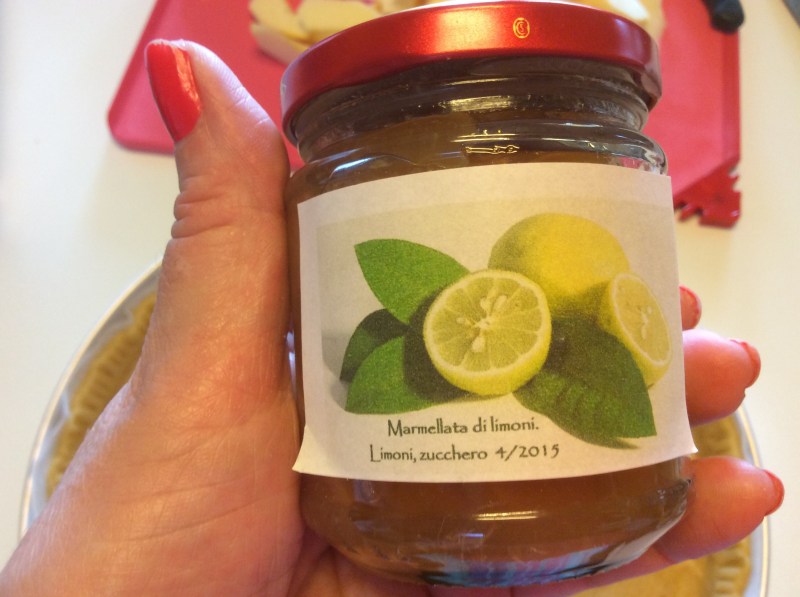 Marmellata di limoni.
Limoni, zucchero 4/2015